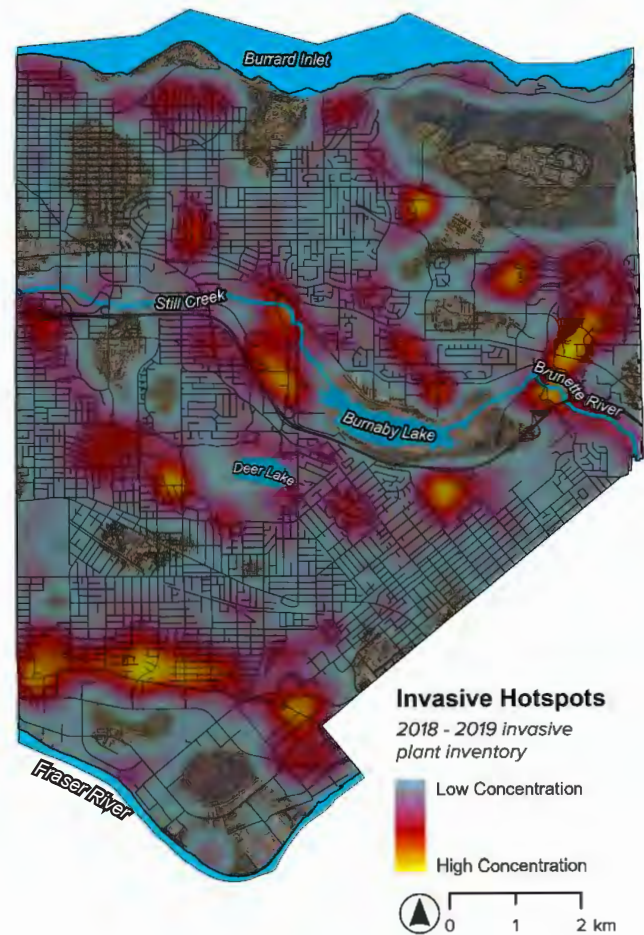 Burrard Inlet
Still Creek
Brunette River
Burnaby Lake
Deer Lake
Fraser River
Invasive Hotspots
2018 - 2019 invasive
plant inventory
Low Concentration
High Concentration
0 1 2 km